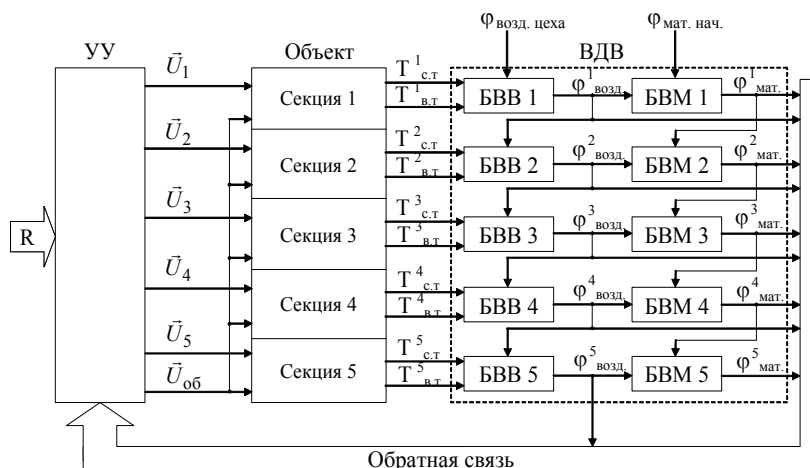 φвозд. цеха φмат. нач.
УУ Объект ВДВ
U⃗1 Секция 1 T¹с.т T¹в.т БВВ 1 φ¹возд. БВМ 1 φ¹мат.
U⃗2 Секция 2 T²с.т T²в.т БВВ 2 φ²возд. БВМ 2 φ²мат.
R U⃗3 Секция 3 T³с.т T³в.т БВВ 3 φ³возд. БВМ 3 φ³мат.
U⃗4 Секция 4 T⁴с.т T⁴в.т БВВ 4 φ⁴возд. БВМ 4 φ⁴мат.
U⃗5 Секция 5 T⁵с.т T⁵в.т БВВ 5 φ⁵возд. БВМ 5 φ⁵мат.
U⃗об
Обратная связь